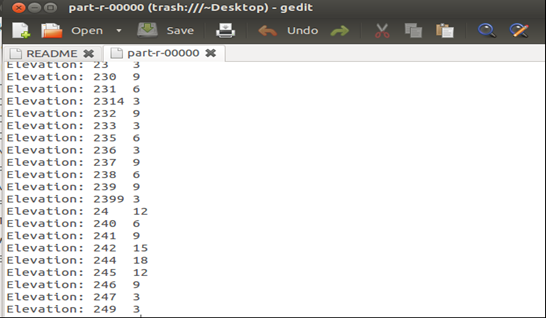 part-r-00000 (trash:///~Desktop) - gedit
Open Save Undo
README part-r-00000
Elevation: 23 3
Elevation: 230 9
Elevation: 231 6
Elevation: 2314 3
Elevation: 232 9
Elevation: 233 3
Elevation: 235 6
Elevation: 236 3
Elevation: 237 9
Elevation: 238 6
Elevation: 239 9
Elevation: 2399 3
Elevation: 24 12
Elevation: 240 6
Elevation: 241 9
Elevation: 242 15
Elevation: 244 18
Elevation: 245 12
Elevation: 246 9
Elevation: 247 3
Elevation: 249 3